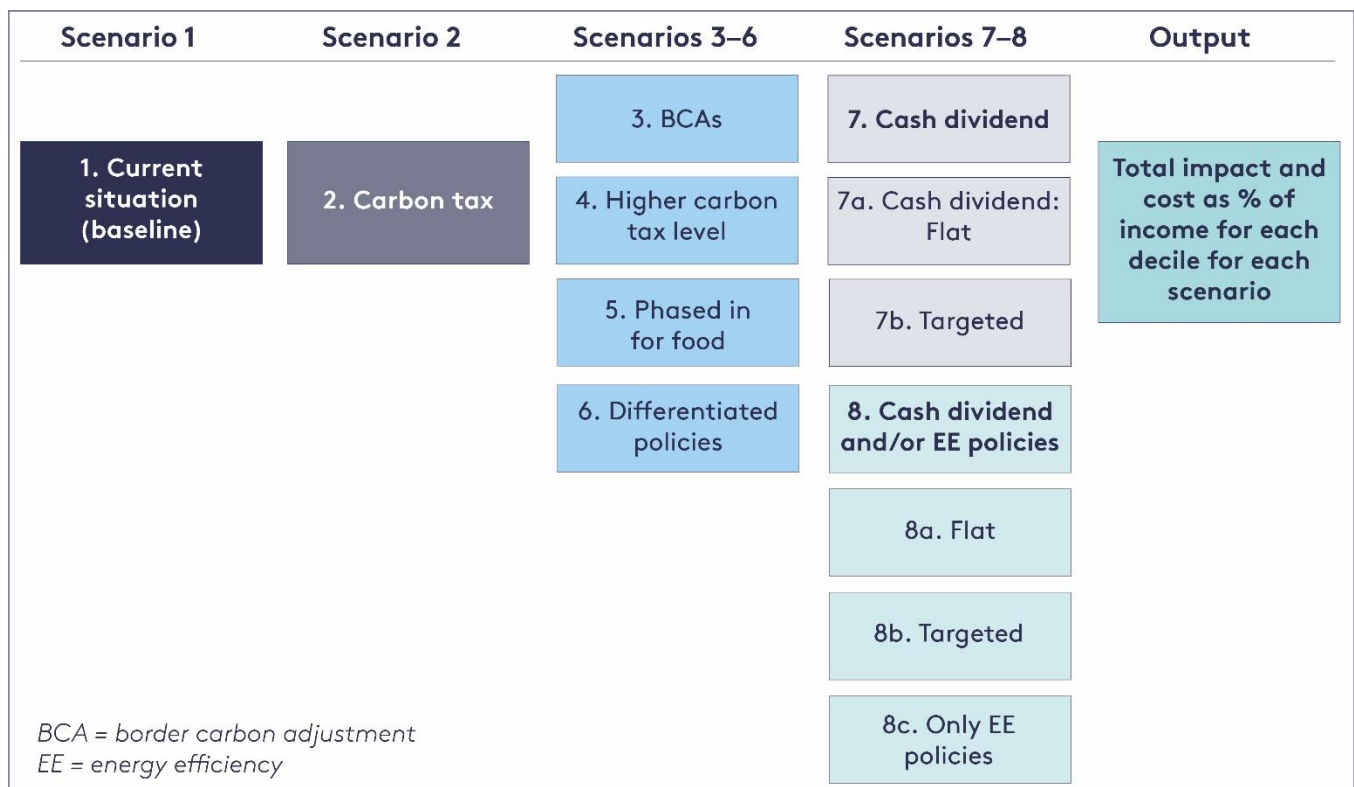 Scenario 1
Scenario 2
Scenarios 3–6
Scenarios 7–8
Output
1. Current
situation
(baseline)
2. Carbon tax
3. BCAs
4. Higher carbon
tax level
5. Phased in
for food
6. Differentiated
policies
7. Cash dividend
7a. Cash dividend:
Flat
7b. Targeted
8. Cash dividend
and/or EE policies
8a. Flat
8b. Targeted
8c. Only EE
policies
Total impact and
cost as % of
income for each
decile for each
scenario
BCA = border carbon adjustment
EE = energy efficiency